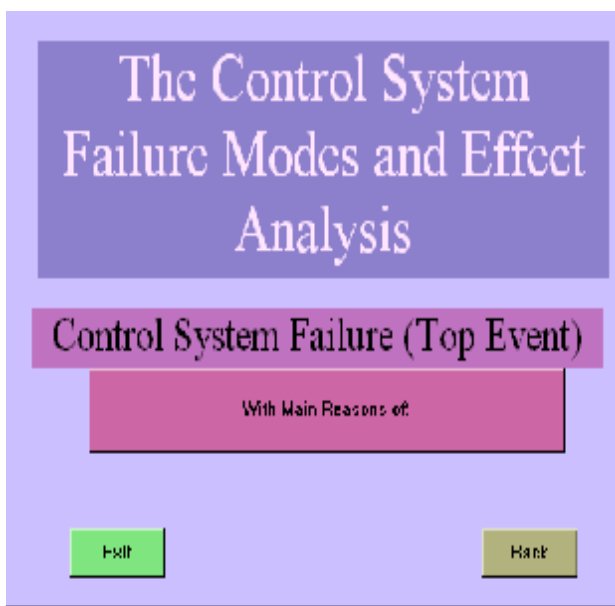 The Control System
Failure Modes and Effect
Analysis
Control System Failure (Top Event)
With Main Reasons of:
Exit
Back